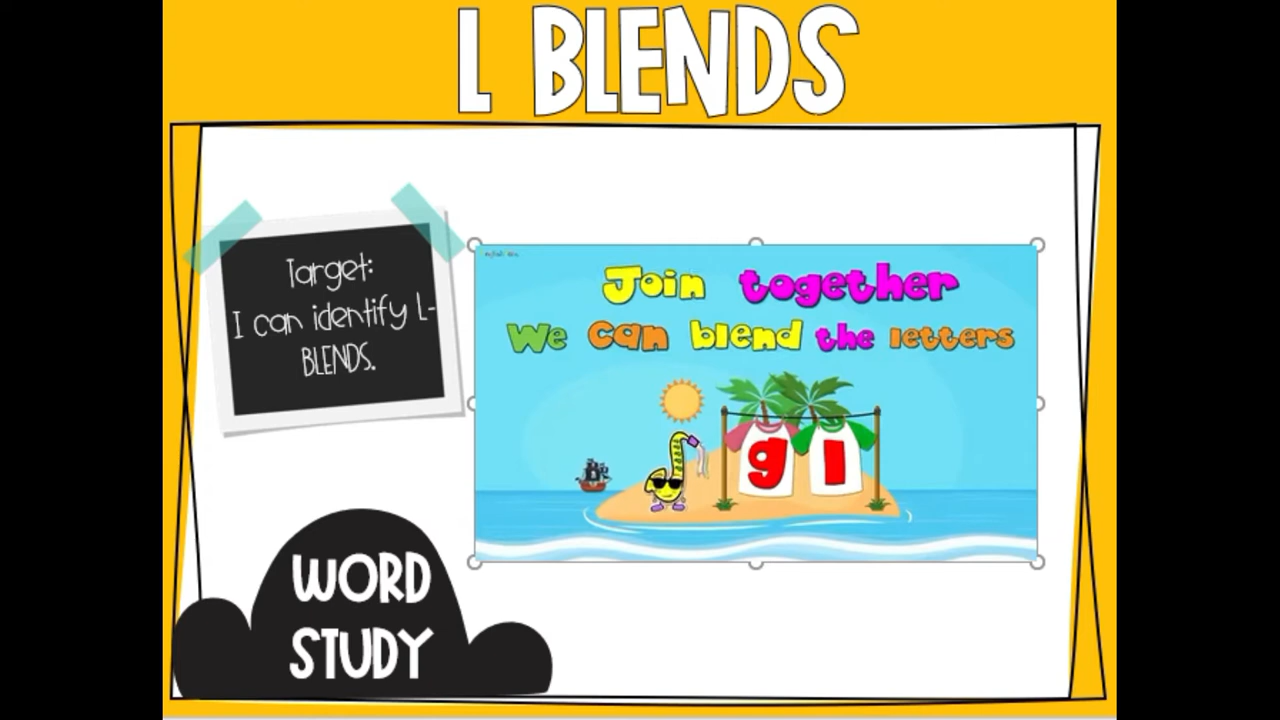 L BLENDS
Target:
I can identify L-
BLENDS.
Join together
We can blend the letters
g l
WORD
STUDY